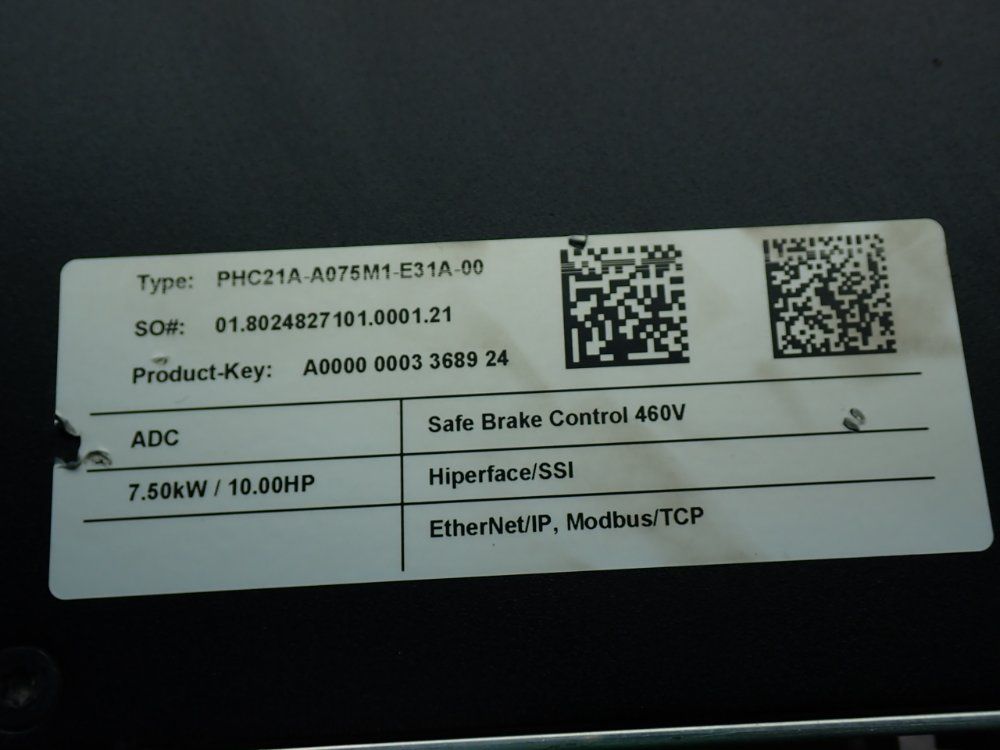 Type: PHC21A-A075M1-E31A-00
SO#: 01.8024827101.0001.21
Product-Key: A0000 0003 3689 24
ADC
Safe Brake Control 460V
7.50kW / 10.00HP
Hiperface/SSI
EtherNet/IP, Modbus/TCP